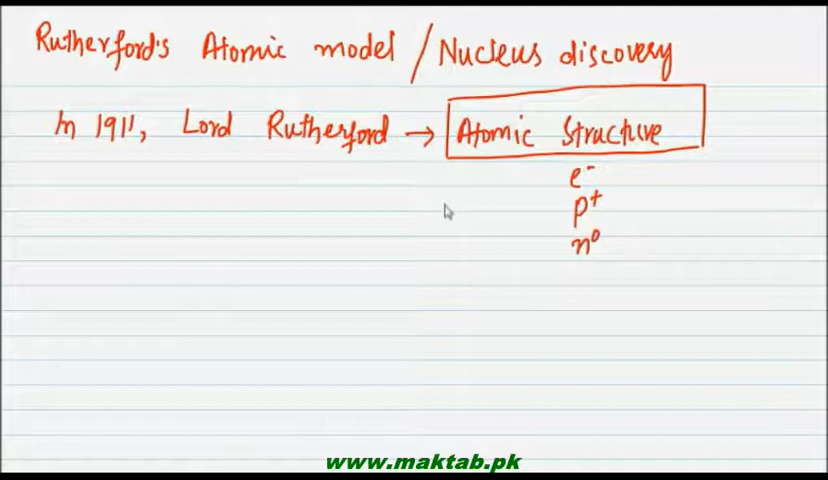 Rutherford's Atomic model / Nucleus discovery
In 1911, Lord Rutherford → Atomic Structure
e⁻
p⁺
n⁰
www.maktab.pk